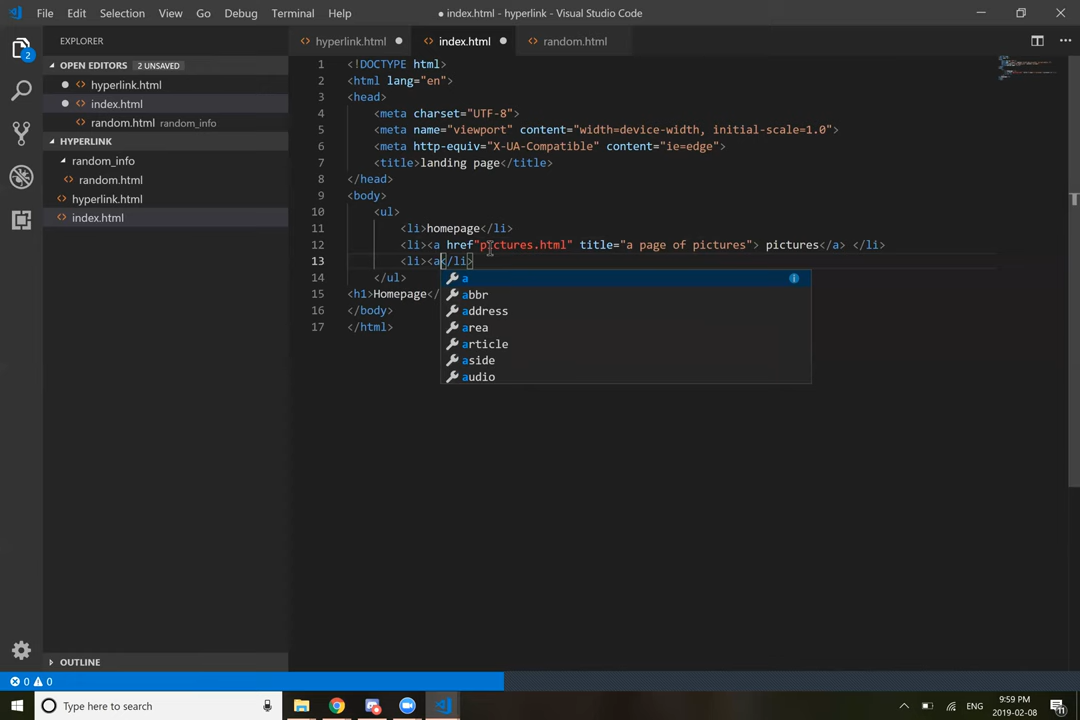 File Edit Selection View Go Debug Terminal Help
● index.html - hyperlink - Visual Studio Code
EXPLORER
OPEN EDITORS 2 UNSAVED
hyperlink.html
index.html
random.html random_info
HYPERLINK
random_info
random.html
hyperlink.html
index.html
OUTLINE
2
hyperlink.html
index.html
random.html
1 <!DOCTYPE html>
2 <html lang="en">
3 <head>
4 <meta charset="UTF-8">
5 <meta name="viewport" content="width=device-width, initial-scale=1.0">
6 <meta http-equiv="X-UA-Compatible" content="ie=edge">
7 <title>landing page</title>
8 </head>
9 <body>
10 <ul>
11 <li>homepage</li>
12 <li><a href"pictures.html" title="a page of pictures"> pictures</a> </li>
13 <li><a</li>
14 </ul>
15 <h1>Homepage</
16 </body>
17 </html>
a
abbr
address
area
article
aside
audio
0 0
Type here to search
ENG
9:59 PM
2019-02-08
11